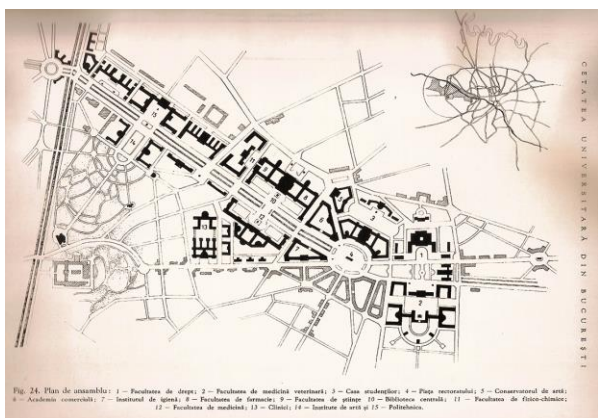 CETATEA UNIVERSITARĂ DIN BUCUREȘTI
Fig. 24. Plan de ansamblu: 1 — Facultatea de drept; 2 — Facultatea de medicină veterinară; 3 — Casa studenților; 4 — Piața rectoratului; 5 — Conservatorul de artă;
6 — Academia comercială; 7 — Institutul de igienă; 8 — Facultatea de farmacie; 9 — Facultatea de științe 10 — Biblioteca centrală; 11 — Facultatea de fizico-chimice;
12 — Facultatea de medicină; 13 — Clinici; 14 — Institute de artă și 15 — Politehnica.